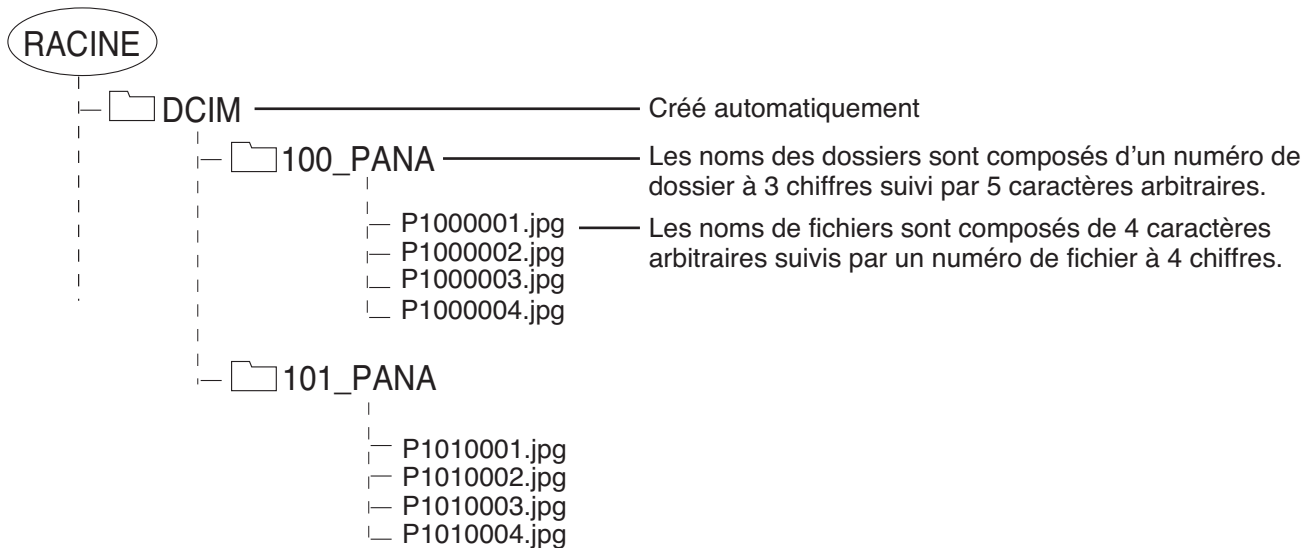 RACINE
DCIM
Créé automatiquement
100_PANA
Les noms des dossiers sont composés d’un numéro de
dossier à 3 chiffres suivi par 5 caractères arbitraires.
P1000001.jpg
Les noms de fichiers sont composés de 4 caractères
arbitraires suivis par un numéro de fichier à 4 chiffres.
P1000002.jpg
P1000003.jpg
P1000004.jpg
101_PANA
P1010001.jpg
P1010002.jpg
P1010003.jpg
P1010004.jpg